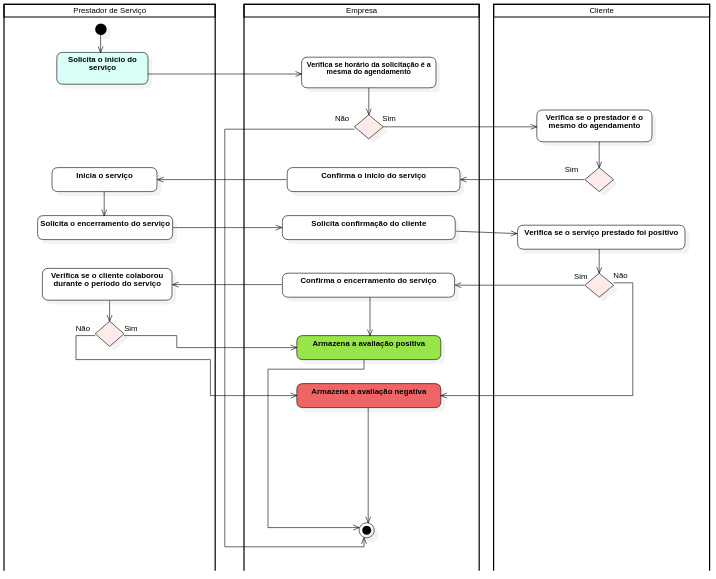 Prestador de Serviço
Empresa
Cliente
Solicita o inicio do
serviço
Verifica se horário da solicitação é a
mesma do agendamento
Não
Sim
Verifica se o prestador é o
mesmo do agendamento
Sim
Inicia o serviço
Confirma o inicio do serviço
Solicita o encerramento do serviço
Solicita confirmação do cliente
Verifica se o serviço prestado foi positivo
Verifica se o cliente colaborou
durante o período do serviço
Confirma o encerramento do serviço
Sim
Não
Não
Sim
Armazena a avaliação positiva
Armazena a avaliação negativa